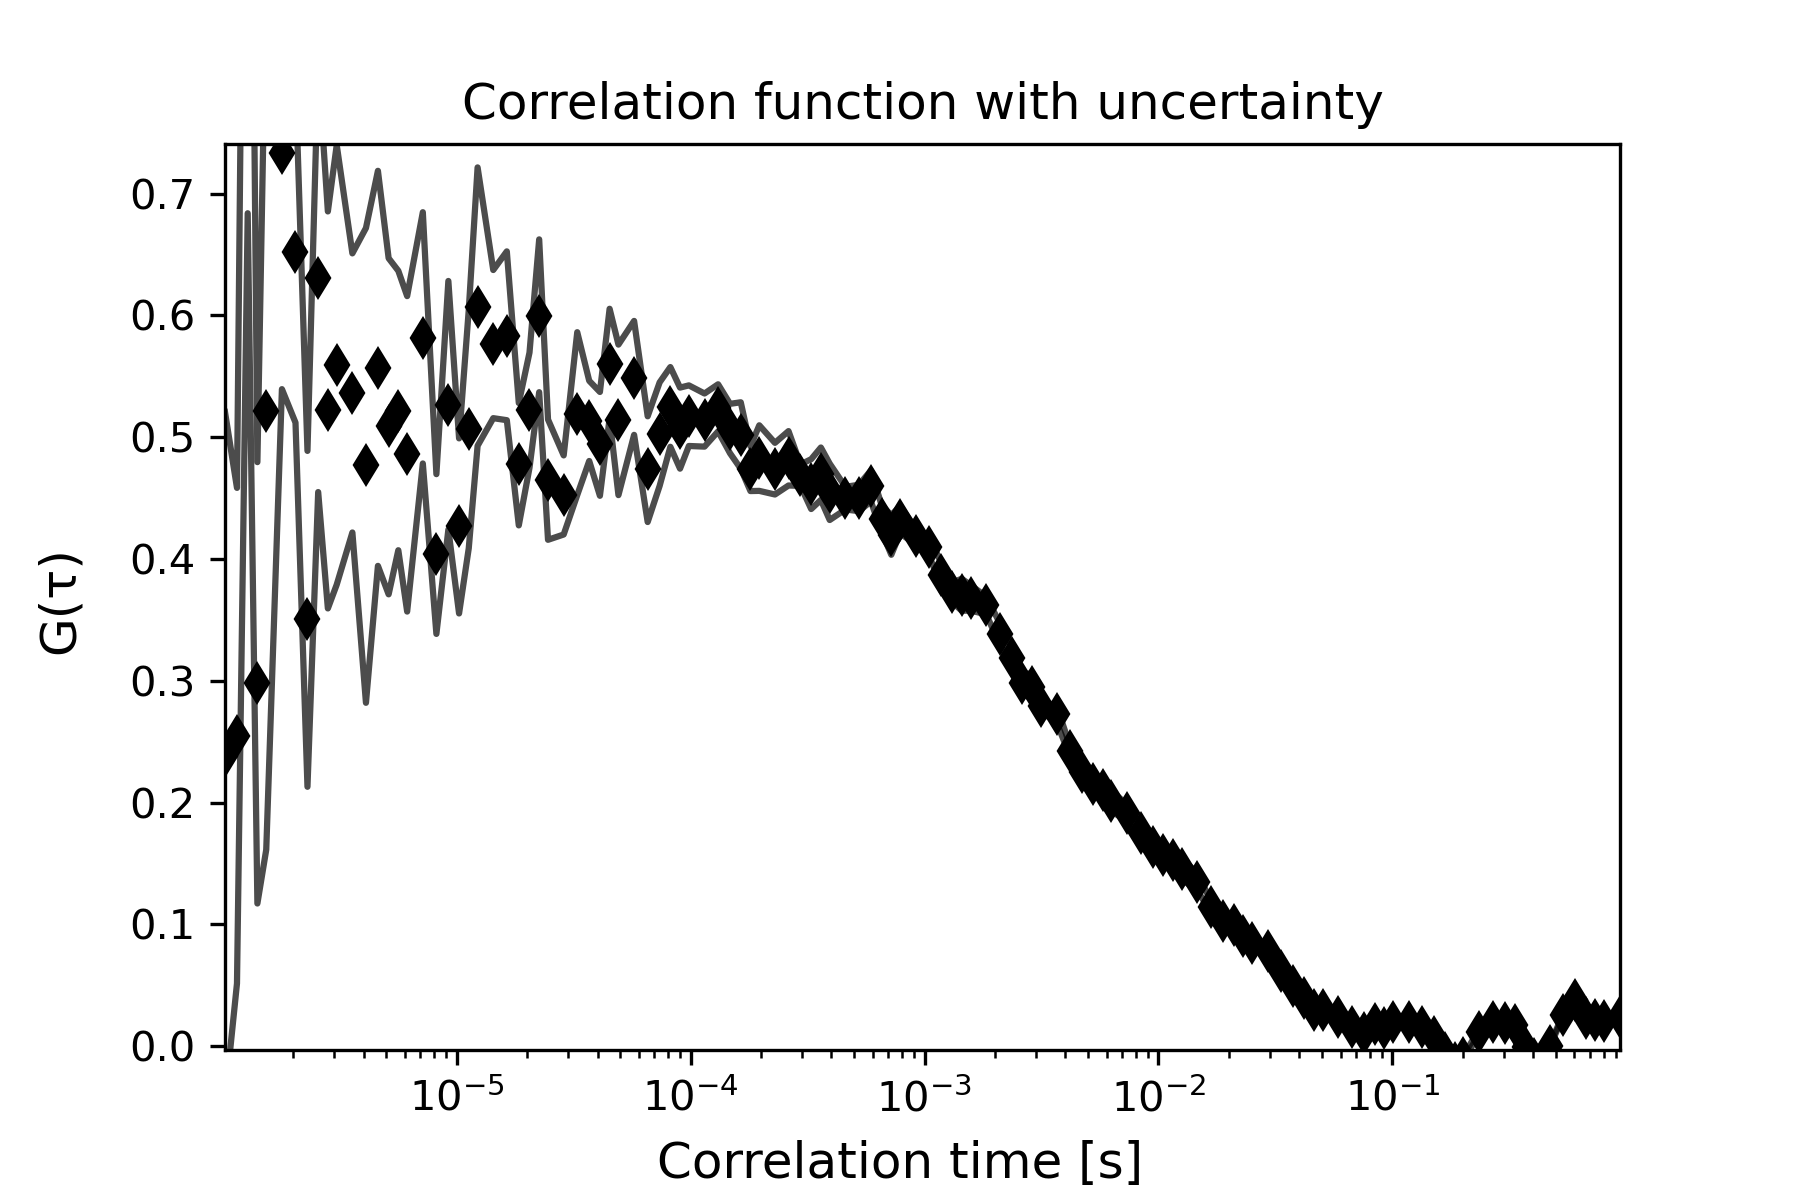 Correlation function with uncertainty
0.7
0.6
0.5
0.4
0.3
0.2
0.1
0.0
G(τ)
10⁻⁵ 10⁻⁴ 10⁻³ 10⁻² 10⁻¹
Correlation time [s]